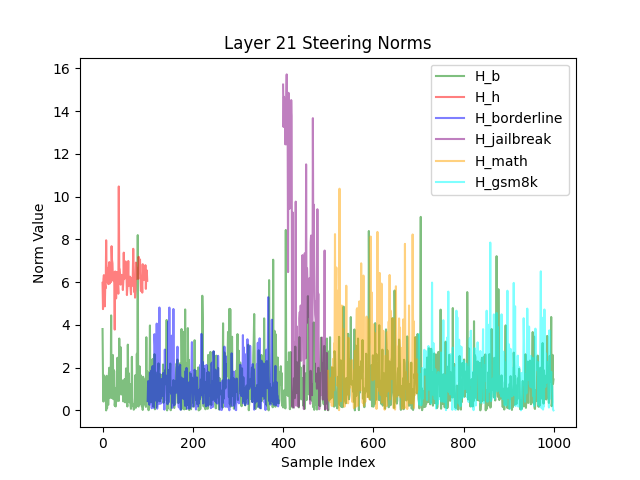 Layer 21 Steering Norms
Norm Value
16
14
12
10
8
6
4
2
0
H_b
H_h
H_borderline
H_jailbreak
H_math
H_gsm8k
0
200
400
600
800
1000
Sample Index